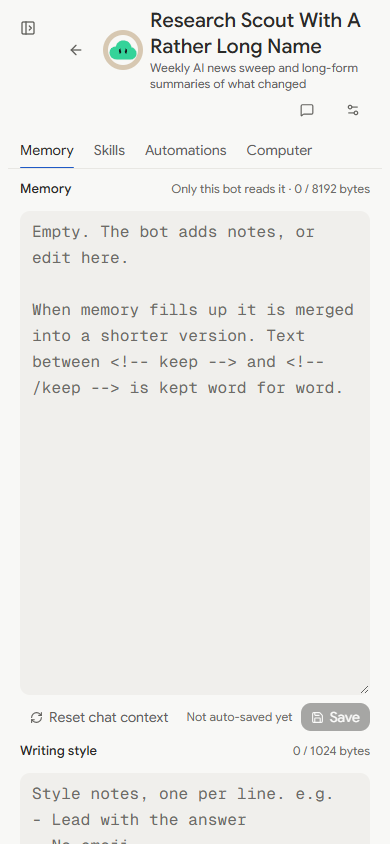 Research Scout With A
Rather Long Name
Weekly AI news sweep and long-form
summaries of what changed
Memory Skills Automations Computer
Memory Only this bot reads it · 0 / 8192 bytes
Empty. The bot adds notes, or
edit here.
When memory fills up it is merged
into a shorter version. Text
between <!-- keep --> and <!--
/keep --> is kept word for word.
Reset chat context Not auto-saved yet Save
Writing style 0 / 1024 bytes
Style notes, one per line. e.g.
- Lead with the answer